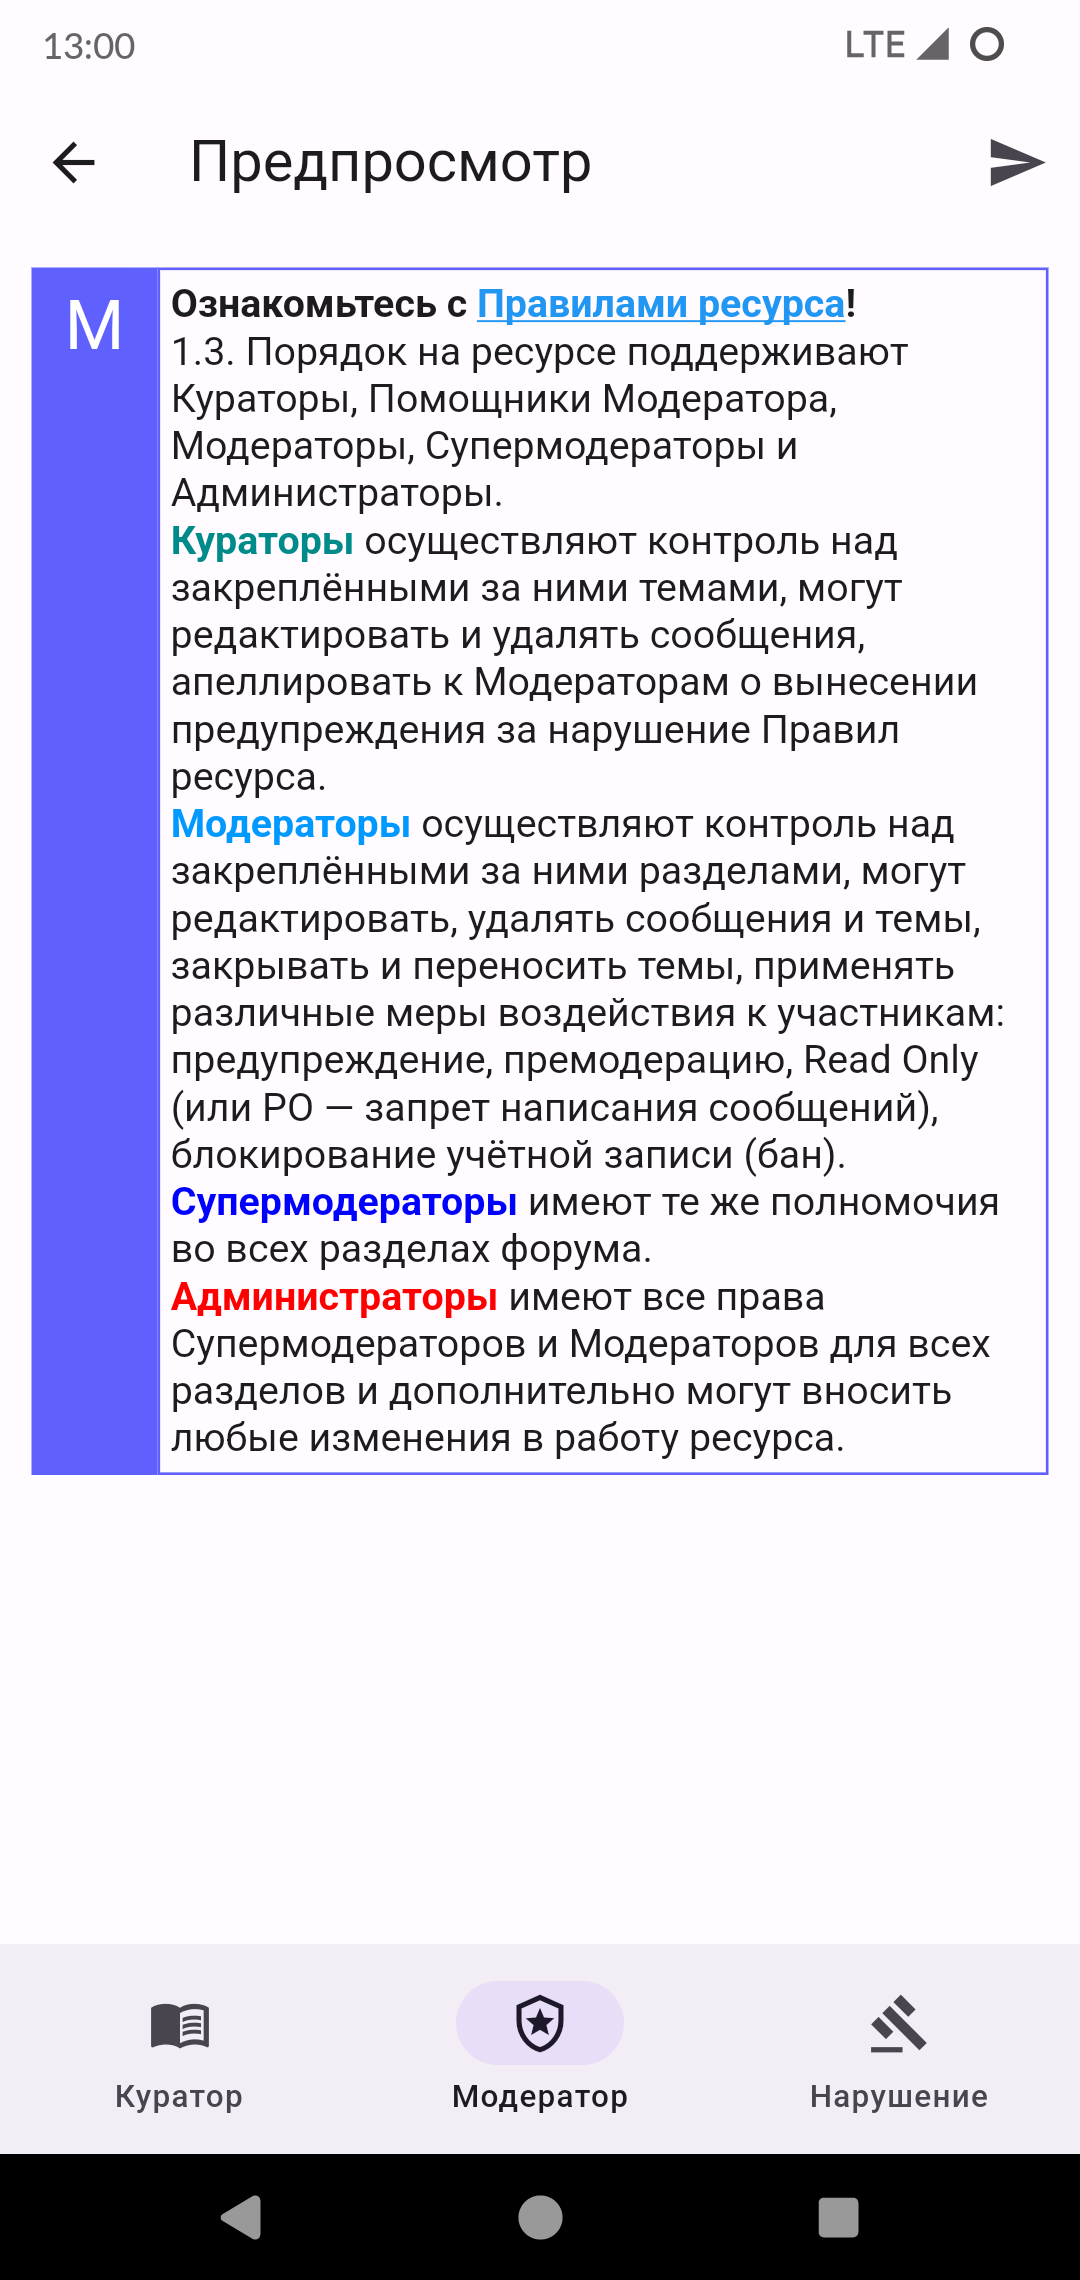 13:00
LTE
Предпросмотр
М
Ознакомьтесь с Правилами ресурса!
1.3. Порядок на ресурсе поддерживают
Кураторы, Помощники Модератора,
Модераторы, Супермодераторы и
Администраторы.
Кураторы осуществляют контроль над
закреплёнными за ними темами, могут
редактировать и удалять сообщения,
апеллировать к Модераторам о вынесении
предупреждения за нарушение Правил
ресурса.
Модераторы осуществляют контроль над
закреплёнными за ними разделами, могут
редактировать, удалять сообщения и темы,
закрывать и переносить темы, применять
различные меры воздействия к участникам:
предупреждение, премодерацию, Read Only
(или РО — запрет написания сообщений),
блокирование учётной записи (бан).
Супермодераторы имеют те же полномочия
во всех разделах форума.
Администраторы имеют все права
Супермодераторов и Модераторов для всех
разделов и дополнительно могут вносить
любые изменения в работу ресурса.
Куратор
Модератор
Нарушение